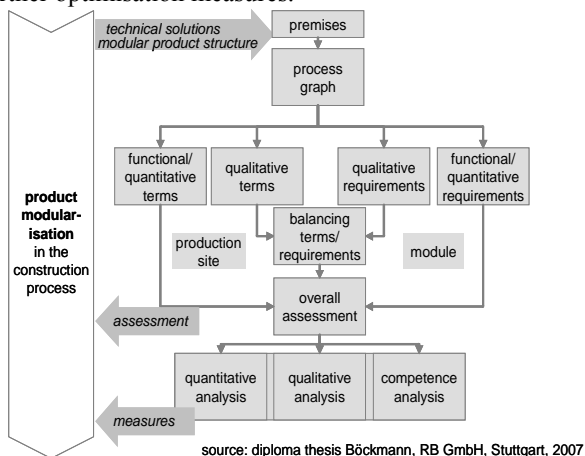 rther optimisation measures.
technical solutions
modular product structure
premises
process
graph
functional/
quantitative
terms
qualitative
terms
qualitative
requirements
functional/
quantitative
requirements
product
modular-
isation
in the
construction
process
production
site
balancing
terms/
requirements
module
overall
assessment
assessment
quantitative
analysis
qualitative
analysis
competence
analysis
measures
source: diploma thesis Böckmann, RB GmbH, Stuttgart, 2007